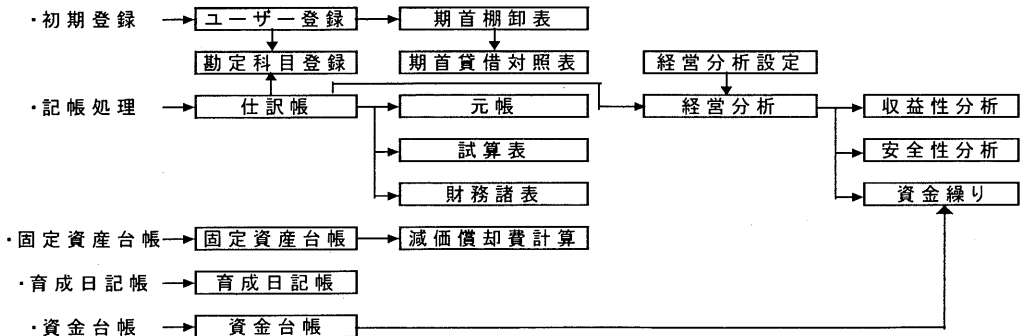 ・初期登録 ユーザー登録 期首棚卸表
勘定科目登録 期首貸借対照表 経営分析設定
・記帳処理 仕訳帳 元帳 経営分析 収益性分析
試算表 安全性分析
財務諸表 資金繰り
・固定資産台帳 固定資産台帳 減価償却費計算
・育成日記帳 育成日記帳
・資金台帳 資金台帳